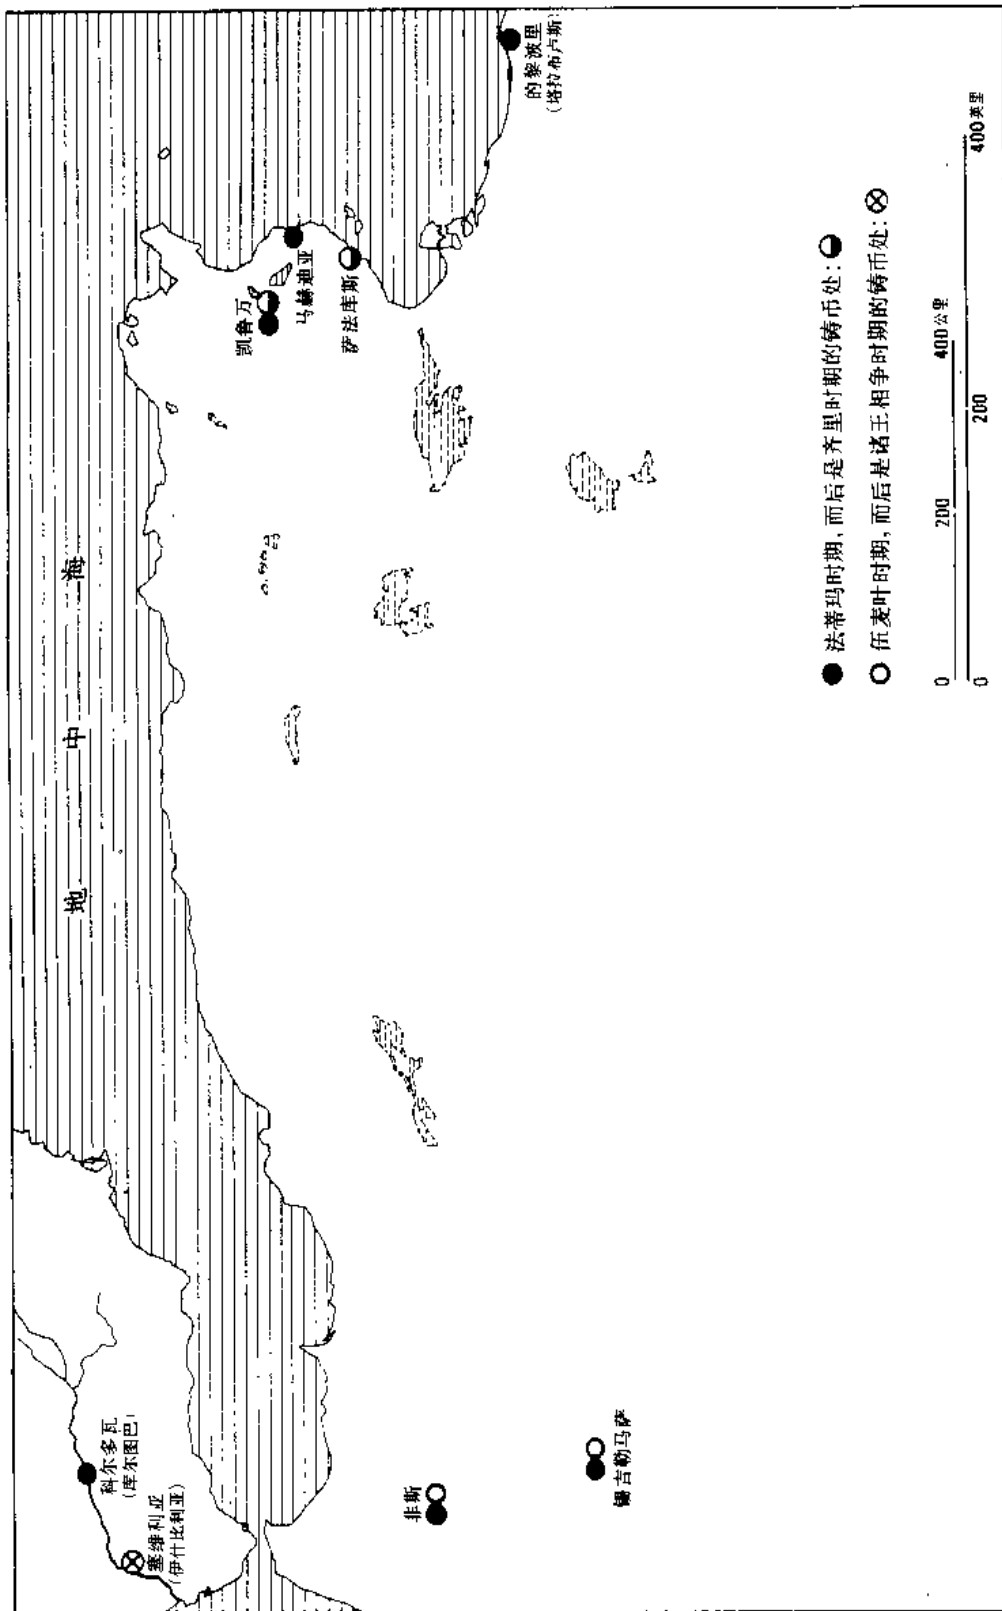 地 中 海
科尔多瓦
(库尔图巴)
塞维利亚
(伊什比利亚)
非斯
锡吉勒马萨
凯鲁万
马赫迪亚
萨法库斯
的黎波里
(塔拉布卢斯)
法蒂玛时期，而后是齐里时期的铸币处:
伍麦叶时期，而后是诸王相争时期的铸币处:
0 200 400公里
0 200 400英里